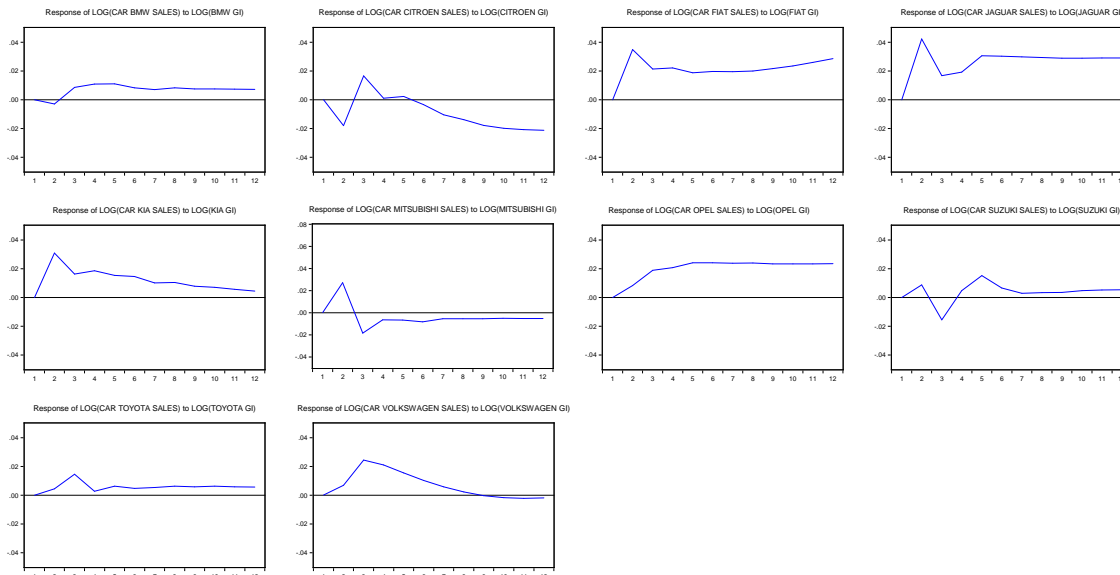 Response of LOG(CAR BMW SALES) to LOG(BMW GI)
.04
.02
.00
-.02
-.04
1 2 3 4 5 6 7 8 9 10 11 12
Response of LOG(CAR CITROEN SALES) to LOG(CITROEN GI)
.04
.02
.00
-.02
-.04
1 2 3 4 5 6 7 8 9 10 11 12
Response of LOG(CAR FIAT SALES) to LOG(FIAT GI)
.04
.02
.00
-.02
-.04
1 2 3 4 5 6 7 8 9 10 11 12
Response of LOG(CAR JAGUAR SALES) to LOG(JAGUAR GI
.04
.02
.00
-.02
-.04
1 2 3 4 5 6 7 8 9 10 11
Response of LOG(CAR KIA SALES) to LOG(KIA GI)
.04
.02
.00
-.02
-.04
1 2 3 4 5 6 7 8 9 10 11 12
Response of LOG(CAR MITSUBISHI SALES) to LOG(MITSUBISHI GI)
.08
.06
.04
.02
.00
-.02
-.04
1 2 3 4 5 6 7 8 9 10 11 12
Response of LOG(CAR OPEL SALES) to LOG(OPEL GI)
.04
.02
.00
-.02
-.04
1 2 3 4 5 6 7 8 9 10 11 12
Response of LOG(CAR SUZUKI SALES) to LOG(SUZUKI GI)
.04
.02
.00
-.02
-.04
1 2 3 4 5 6 7 8 9 10 11
Response of LOG(CAR TOYOTA SALES) to LOG(TOYOTA GI)
.04
.02
.00
-.02
-.04
Response of LOG(CAR VOLKSWAGEN SALES) to LOG(VOLKSWAGEN GI)
.04
.02
.00
-.02
-.04